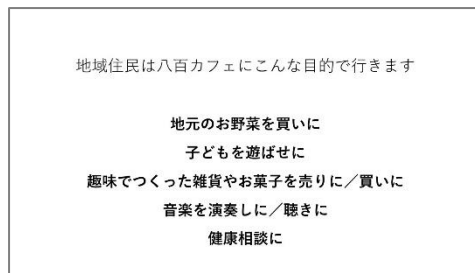 地域住民は八百カフェにこんな目的で行きます
地元のお野菜を買いに
子どもを遊ばせに
趣味でつくった雑貨やお菓子を売りに／買いに
音楽を演奏しに／聴きに
健康相談に